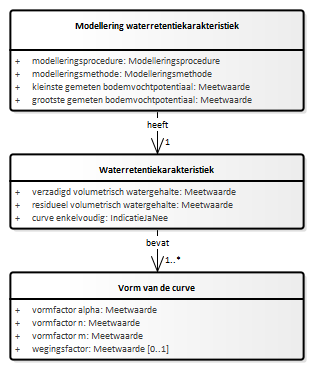 Modellering waterretentiekarakteristiek
+ modelleringsprocedure: Modelleringsprocedure
+ modelleringsmethode: Modelleringsmethode
+ kleinste gemeten bodemvochtpotentiaal: Meetwaarde
+ grootste gemeten bodemvochtpotentiaal: Meetwaarde
heeft
/1
Waterretentiekarakteristiek
+ verzadigd volumetrisch watergehalte: Meetwaarde
+ residueel volumetrisch watergehalte: Meetwaarde
+ curve enkelvoudig: IndicatieJaNee
bevat
/1..*
Vorm van de curve
+ vormfactor alpha: Meetwaarde
+ vormfactor n: Meetwaarde
+ vormfactor m: Meetwaarde
+ wegingsfactor: Meetwaarde [0..1]